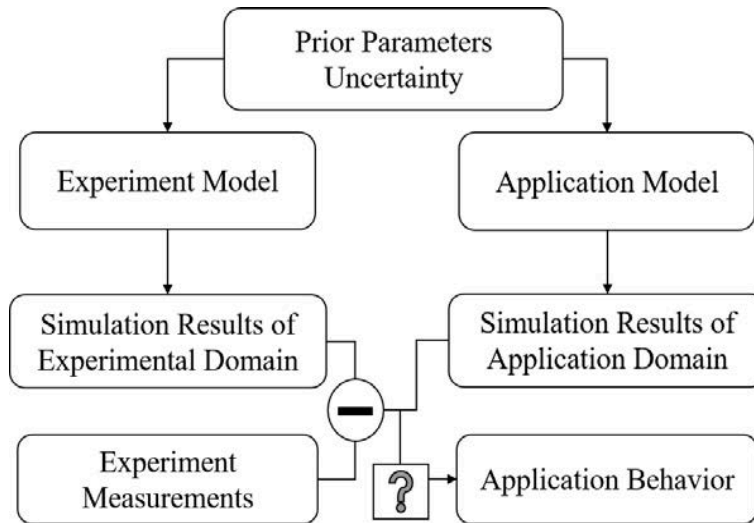 Prior Parameters
Uncertainty
Experiment Model
Application Model
Simulation Results of
Experimental Domain
Simulation Results of
Application Domain
Experiment
Measurements
?
Application Behavior